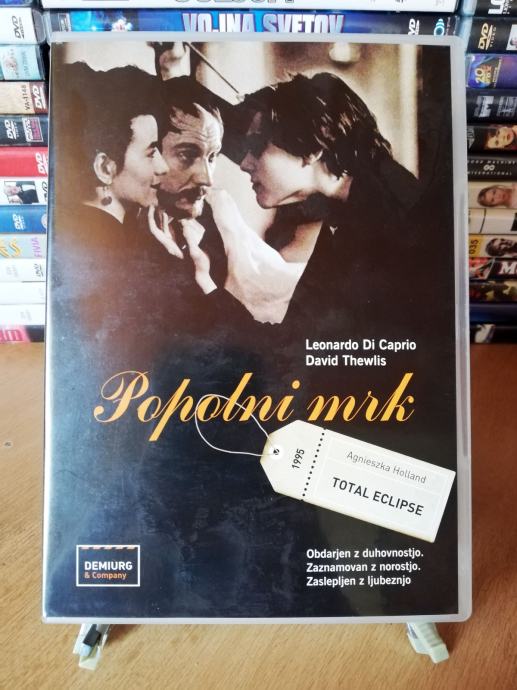 VOJNA SVETOV
Leonardo Di Caprio
David Thewlis
Popolni mrk
1995
Agnieszka Holland
TOTAL ECLIPSE
Obdarjen z duhovnostjo.
Zaznamovan z norostjo.
Zaslepljen z ljubeznjo
DEMIURG
& Company